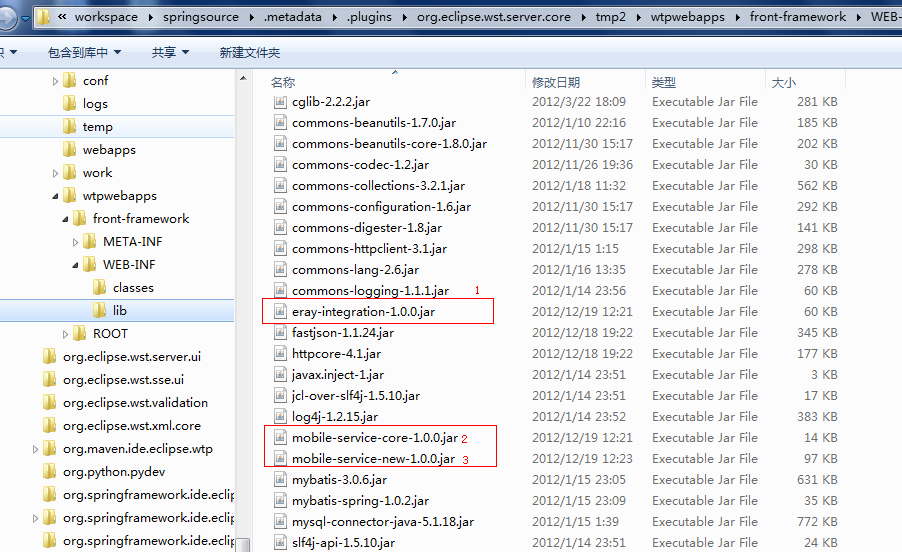 « workspace springsource .metadata .plugins org.eclipse.wst.server.core tmp2 wtpwebapps front-framework WEB-
包含到库中 共享 新建文件夹
conf
logs
temp
webapps
work
wtpwebapps
front-framework
META-INF
WEB-INF
classes
lib
ROOT
org.eclipse.wst.server.ui
org.eclipse.wst.sse.ui
org.eclipse.wst.validation
org.eclipse.wst.xml.core
org.maven.ide.eclipse.wtp
org.python.pydev
org.springframework.ide.eclip
org.springframework.ide.eclip
org.springframework.ide.eclip
名称 修改日期 类型 大小
cglib-2.2.2.jar 2012/3/22 18:09 Executable Jar File 281 KB
commons-beanutils-1.7.0.jar 2012/1/10 22:16 Executable Jar File 185 KB
commons-beanutils-core-1.8.0.jar 2012/11/30 15:17 Executable Jar File 202 KB
commons-codec-1.2.jar 2012/11/26 19:36 Executable Jar File 30 KB
commons-collections-3.2.1.jar 2012/1/18 11:32 Executable Jar File 562 KB
commons-configuration-1.6.jar 2012/11/30 15:17 Executable Jar File 292 KB
commons-digester-1.8.jar 2012/11/30 15:17 Executable Jar File 141 KB
commons-httpclient-3.1.jar 2012/1/5 1:15 Executable Jar File 298 KB
commons-lang-2.6.jar 2012/1/16 13:35 Executable Jar File 278 KB
commons-logging-1.1.1.jar 1 2012/1/14 23:56 Executable Jar File 60 KB
eray-integration-1.0.0.jar 2012/12/19 12:21 Executable Jar File 60 KB
fastjson-1.1.24.jar 2012/12/18 19:22 Executable Jar File 345 KB
httpcore-4.1.jar 2012/12/18 19:22 Executable Jar File 177 KB
javax.inject-1.jar 2012/1/14 23:51 Executable Jar File 3 KB
jcl-over-slf4j-1.5.10.jar 2012/1/14 23:51 Executable Jar File 17 KB
log4j-1.2.15.jar 2012/1/14 23:52 Executable Jar File 383 KB
mobile-service-core-1.0.0.jar 2 2012/12/19 12:21 Executable Jar File 14 KB
mobile-service-new-1.0.0.jar 3 2012/12/19 12:23 Executable Jar File 97 KB
mybatis-3.0.6.jar 2012/1/15 23:05 Executable Jar File 631 KB
mybatis-spring-1.0.2.jar 2012/1/15 23:09 Executable Jar File 35 KB
mysql-connector-java-5.1.18.jar 2012/1/15 1:39 Executable Jar File 772 KB
slf4j-api-1.5.10.jar 2012/1/14 23:51 Executable Jar File 24 KB